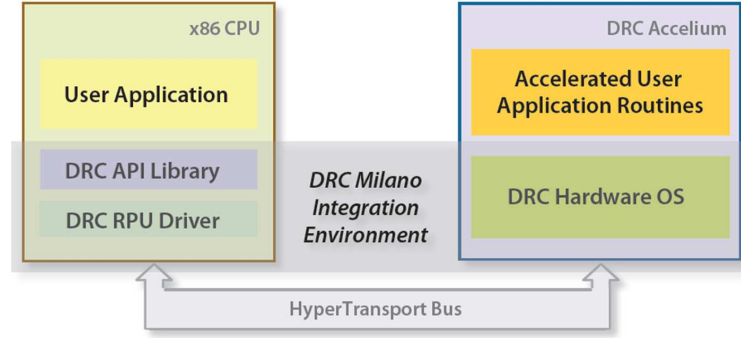 x86 CPU
User Application
DRC API Library
DRC RPU Driver
DRC Milano
Integration
Environment
DRC Accelium
Accelerated User
Application Routines
DRC Hardware OS
HyperTransport Bus